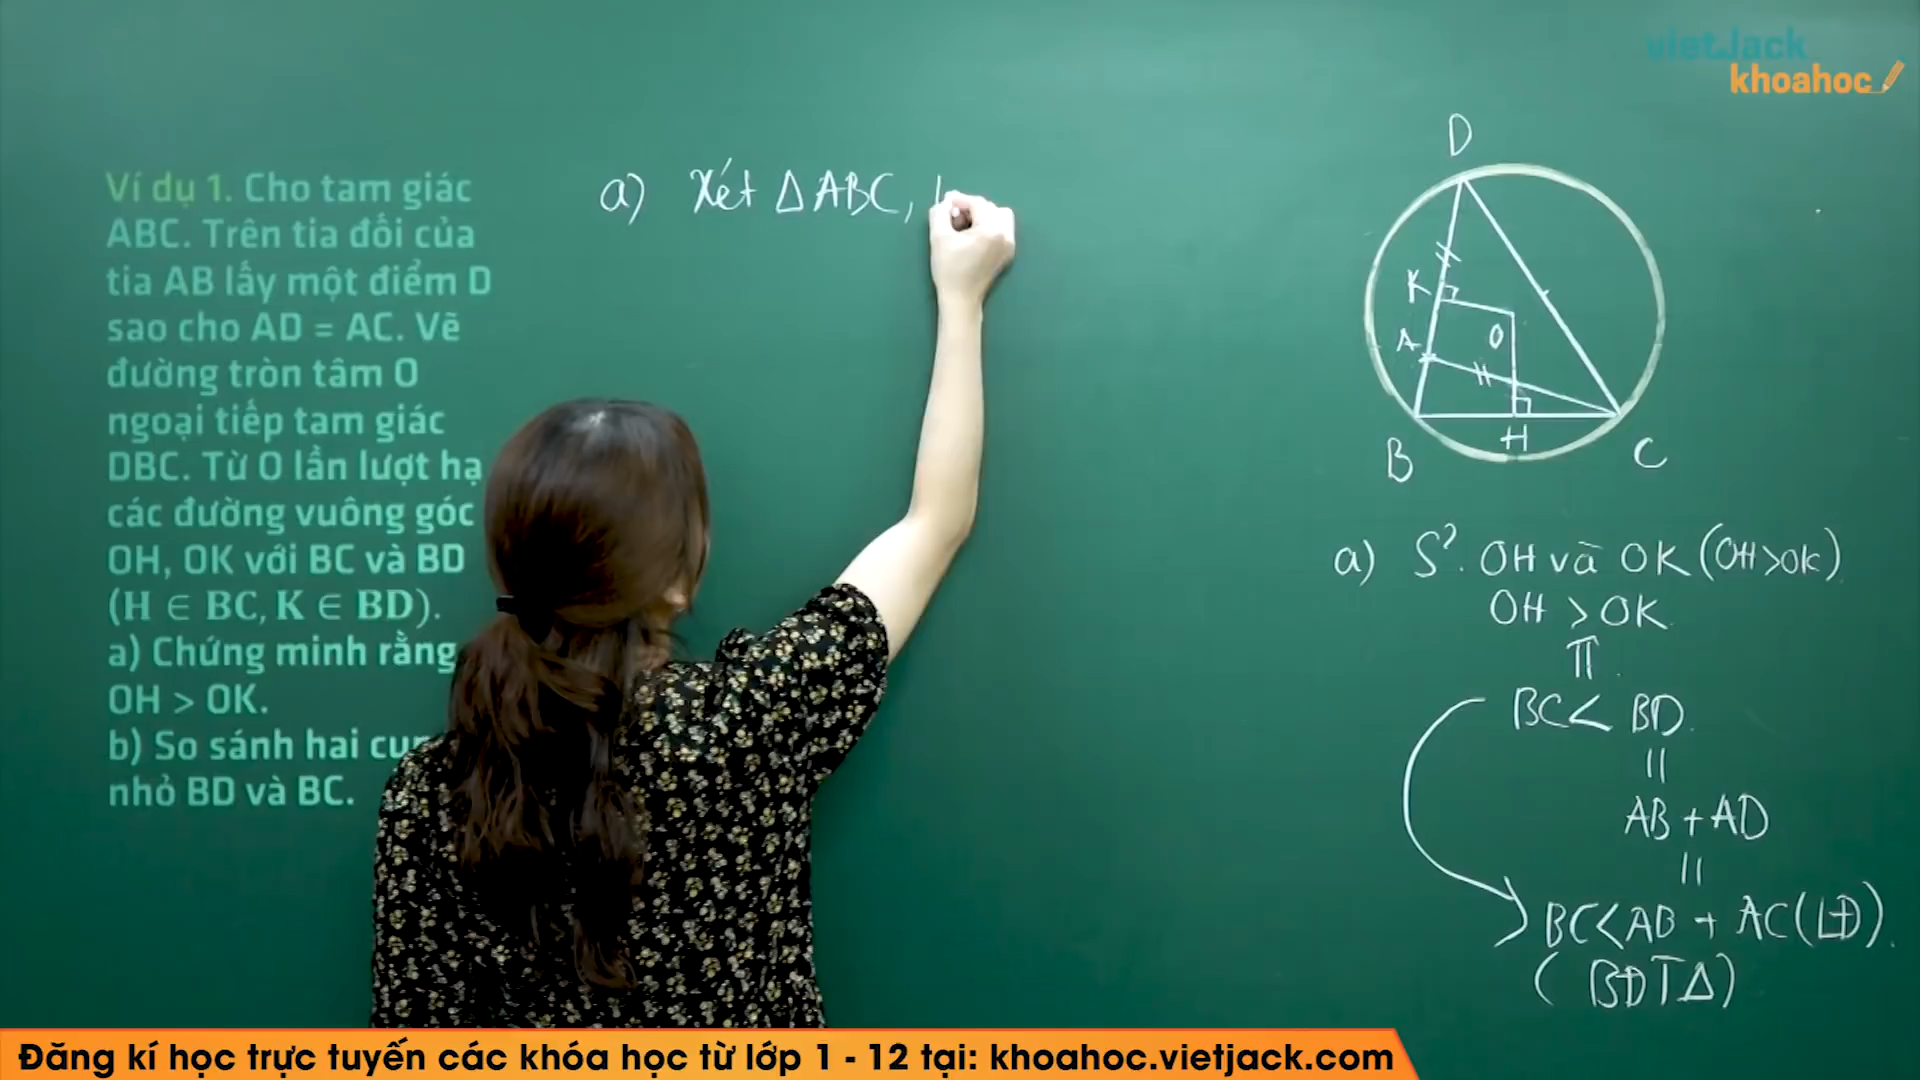 vietJack
khoahoc
Ví dụ 1. Cho tam giác
ABC. Trên tia đối của
tia AB lấy một điểm D
sao cho AD = AC. Vẽ
đường tròn tâm O
ngoại tiếp tam giác
DBC. Từ O lần lượt hạ
các đường vuông góc
OH, OK với BC và BD
(H ∈ BC, K ∈ BD).
a) Chứng minh rằng
OH > OK.
b) So sánh hai
nhỏ BD và BC.
a) Xét Δ ABC,
D
K
O
A
H
B
C
a) S². OH và OK (OH>OK)
OH > OK
BC < BD
=
AB + AD
=
BC<AB + AC (LĐ)
(BĐTΔ)
Đăng kí học trực tuyến các khóa học từ lớp 1 - 12 tại: khoahoc.vietjack.com